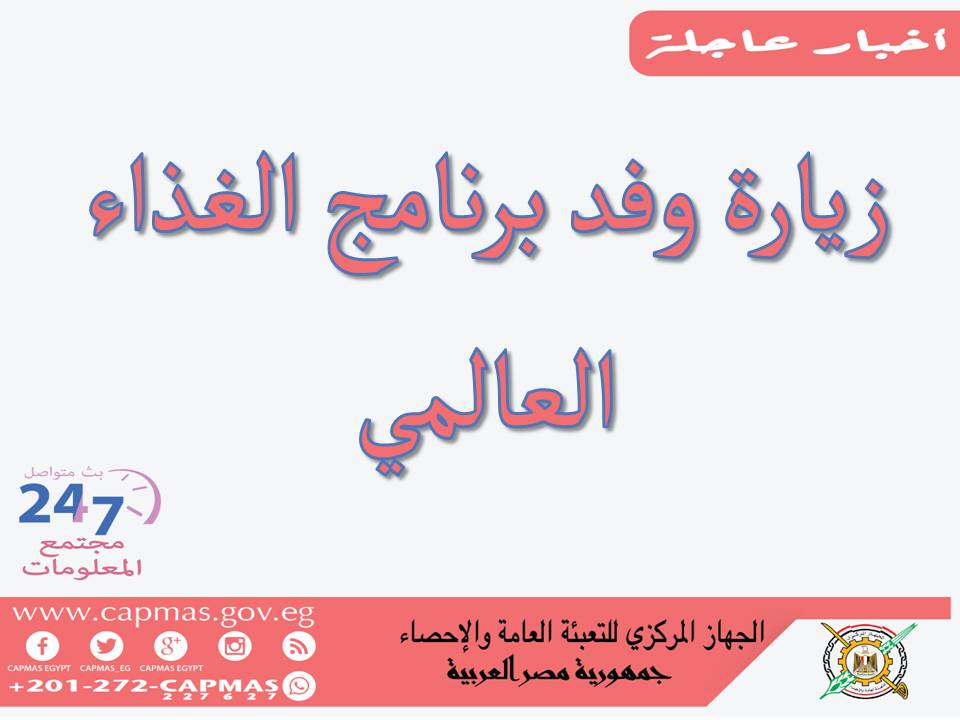 أخبار عاجلة
زيارة وفد برنامج الغذاء
العالمي
بث متواصل
247
مجتمع
المعلومات
www.capmas.gov.eg
CAPMAS EGYPT CAPMAS_EG CAPMAS EGYPT
+201-272-CAPMAS
227627
الجهاز المركزي للتعبئة العامة والإحصاء
جمهورية مصر العربية